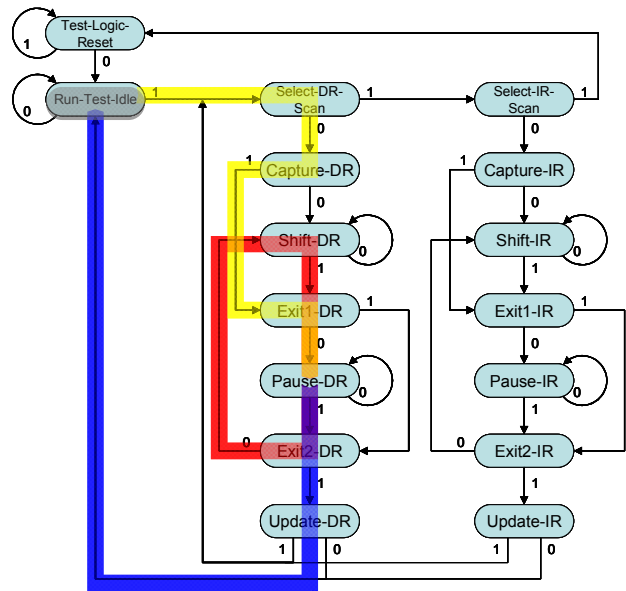 Test-Logic-
Reset
1
0
Run-Test-Idle
1
Select-DR-
Scan
1
Select-IR-
Scan
1
0
0
0
1
Capture-DR
1
Capture-IR
0
0
Shift-DR
0
Shift-IR
0
1
1
Exit1-DR
1
Exit1-IR
1
0
0
Pause-DR
0
Pause-IR
0
1
1
0
Exit2-DR
0
Exit2-IR
1
1
Update-DR
Update-IR
1
0
1
0